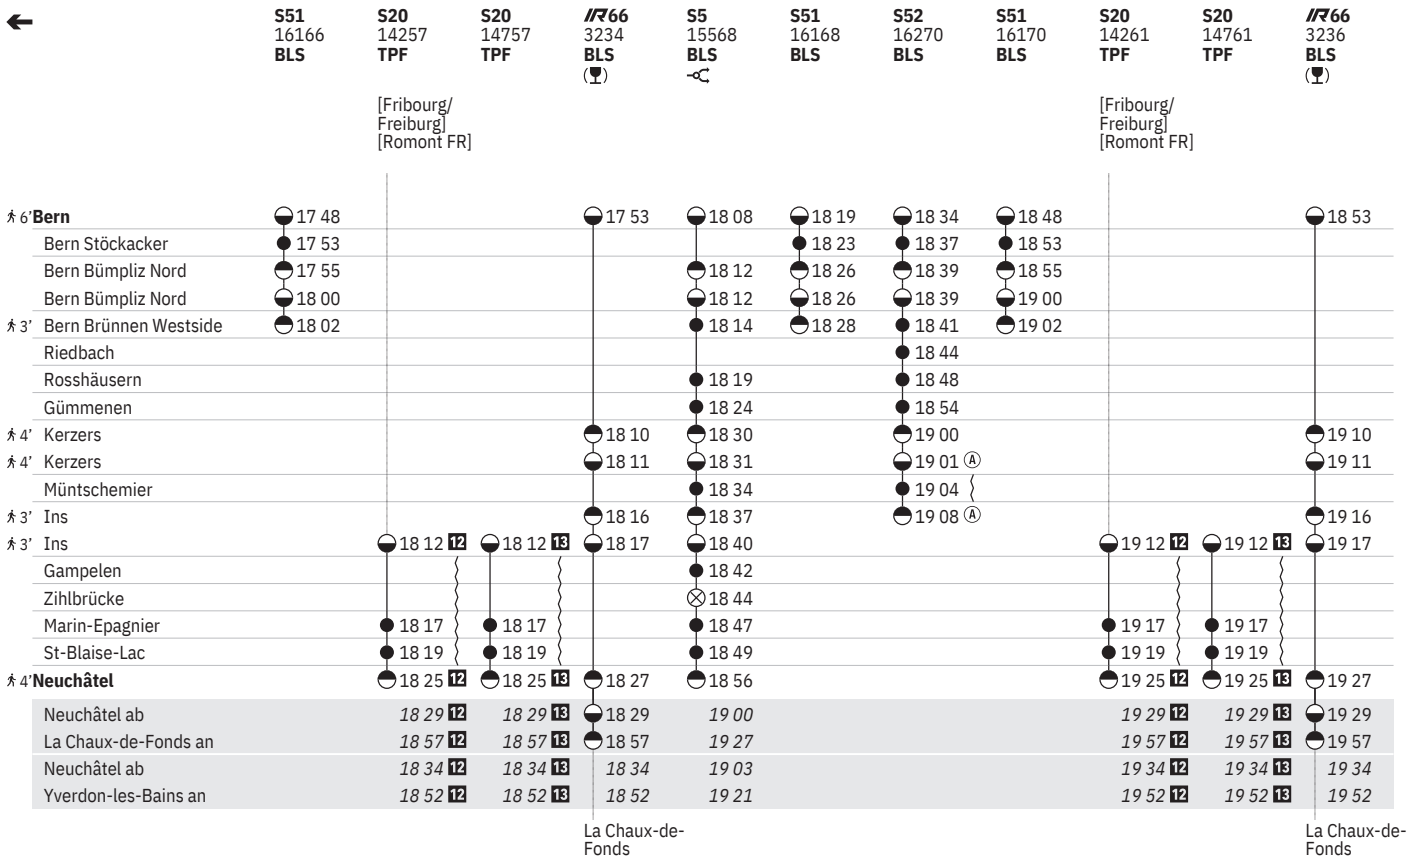 S51 S20 S20 IR66 S5 S51 S52 S51 S20 S20 IR66
16166 14257 14757 3234 15568 16168 16270 16170 14261 14761 3236
BLS TPF TPF BLS BLS BLS BLS BLS TPF TPF BLS
[Fribourg/ [Fribourg/
Freiburg] Freiburg]
[Romont FR] [Romont FR]
6' Bern 17 48 17 53 18 08 18 19 18 34 18 48 18 53
Bern Stöckacker 17 53 18 23 18 37 18 53
Bern Bümpliz Nord 17 55 18 12 18 26 18 39 18 55
Bern Bümpliz Nord 18 00 18 12 18 26 18 39 19 00
3' Bern Brünnen Westside 18 02 18 14 18 28 18 41 19 02
Riedbach 18 44
Rosshäusern 18 19 18 48
Gümmenen 18 24 18 54
4' Kerzers 18 10 18 30 19 00 19 10
4' Kerzers 18 11 18 31 19 01 Ⓐ 19 11
Müntschemier 18 34 19 04
3' Ins 18 16 18 37 19 08 Ⓐ 19 16
3' Ins 18 12 12 18 12 13 18 17 18 40 19 12 12 19 12 13 19 17
Gampelen 18 42
Zihlbrücke 18 44
Marin-Epagnier 18 17 18 17 18 47 19 17 19 17
St-Blaise-Lac 18 19 18 19 18 49 19 19 19 19
4' Neuchâtel 18 25 12 18 25 13 18 27 18 56 19 25 12 19 25 13 19 27
Neuchâtel ab 18 29 12 18 29 13 18 29 19 00 19 29 12 19 29 13 19 29
La Chaux-de-Fonds an 18 57 12 18 57 13 18 57 19 27 19 57 12 19 57 13 19 57
Neuchâtel ab 18 34 12 18 34 13 18 34 19 03 19 34 12 19 34 13 19 34
Yverdon-les-Bains an 18 52 12 18 52 13 18 52 19 21 19 52 12 19 52 13 19 52
La Chaux-de- La Chaux-de-
Fonds Fonds